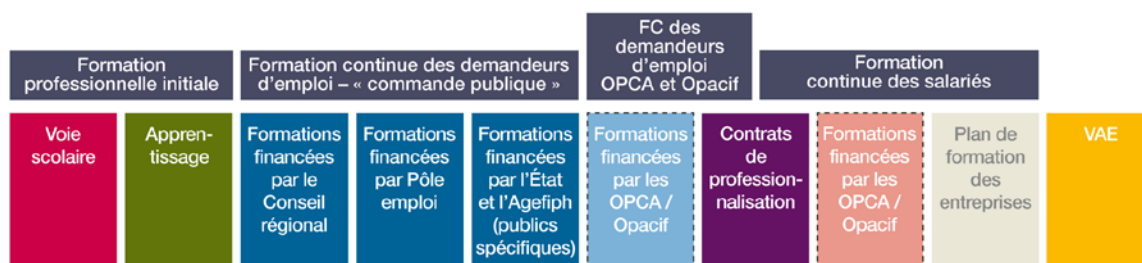 Formation
professionnelle initiale
Formation continue des demandeurs
d'emploi – « commande publique »
FC des
demandeurs
d'emploi
OPCA et Opacif
Formation
continue des salariés
Voie
scolaire
Appren-
tissage
Formations
financées
par le
Conseil
régional
Formations
financées
par Pôle
emploi
Formations
financées
par l'État
et l'Agefiph
(publics
spécifiques)
Formations
financées
par les
OPCA /
Opacif
Contrats
de
profession-
nalisation
Formations
financées
par les
OPCA /
Opacif
Plan de
formation
des
entreprises
VAE